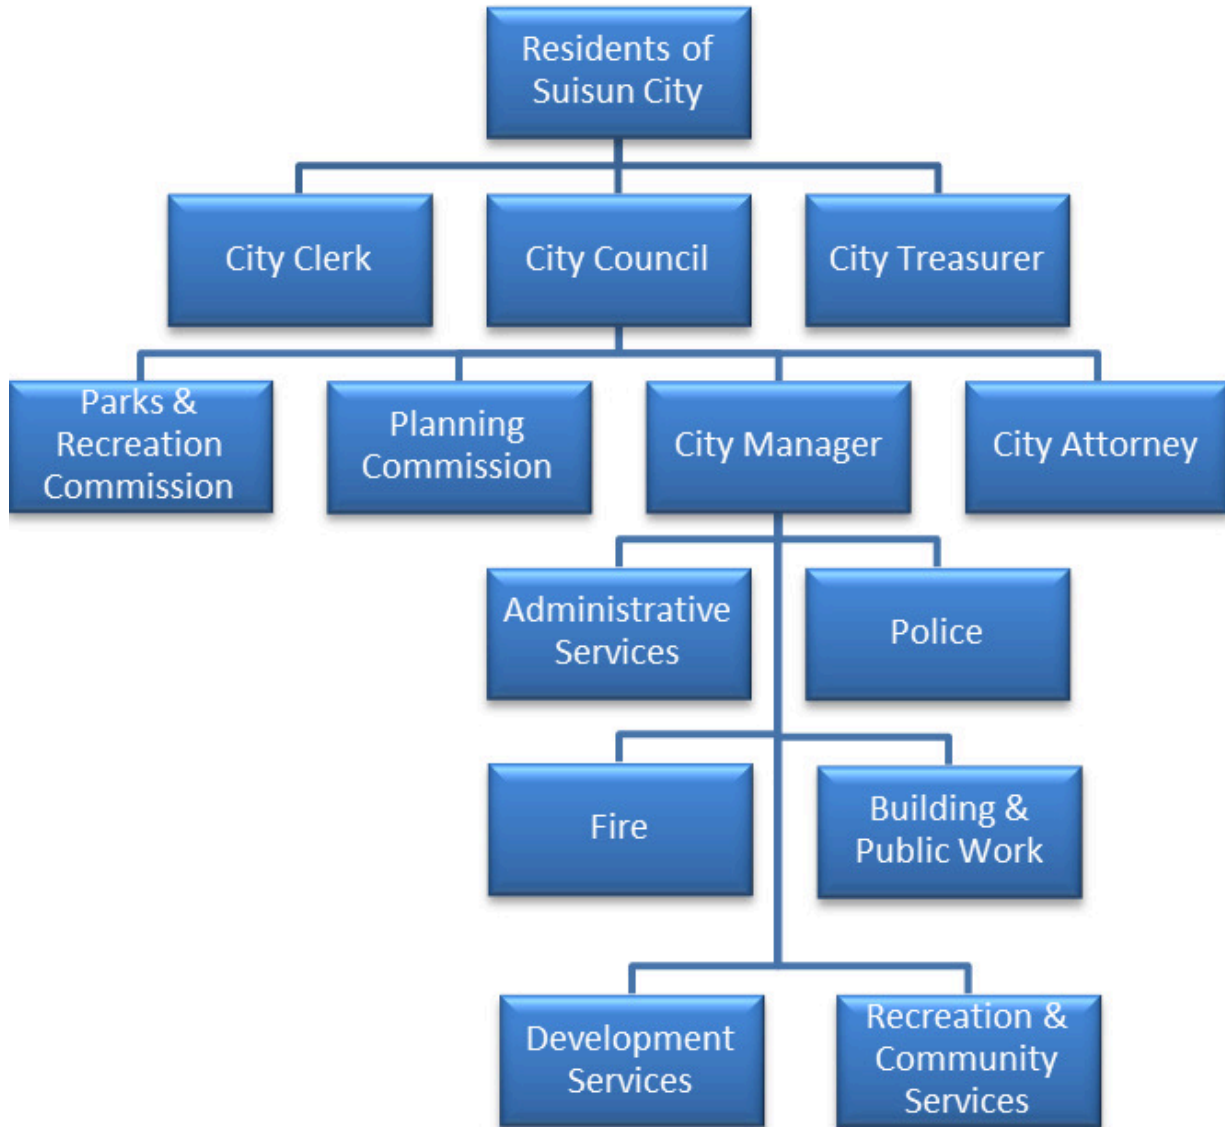 Residents of
Suisun City
City Clerk
City Council
City Treasurer
Parks &
Recreation
Commission
Planning
Commission
City Manager
City Attorney
Administrative
Services
Police
Fire
Building &
Public Work
Development
Services
Recreation &
Community
Services